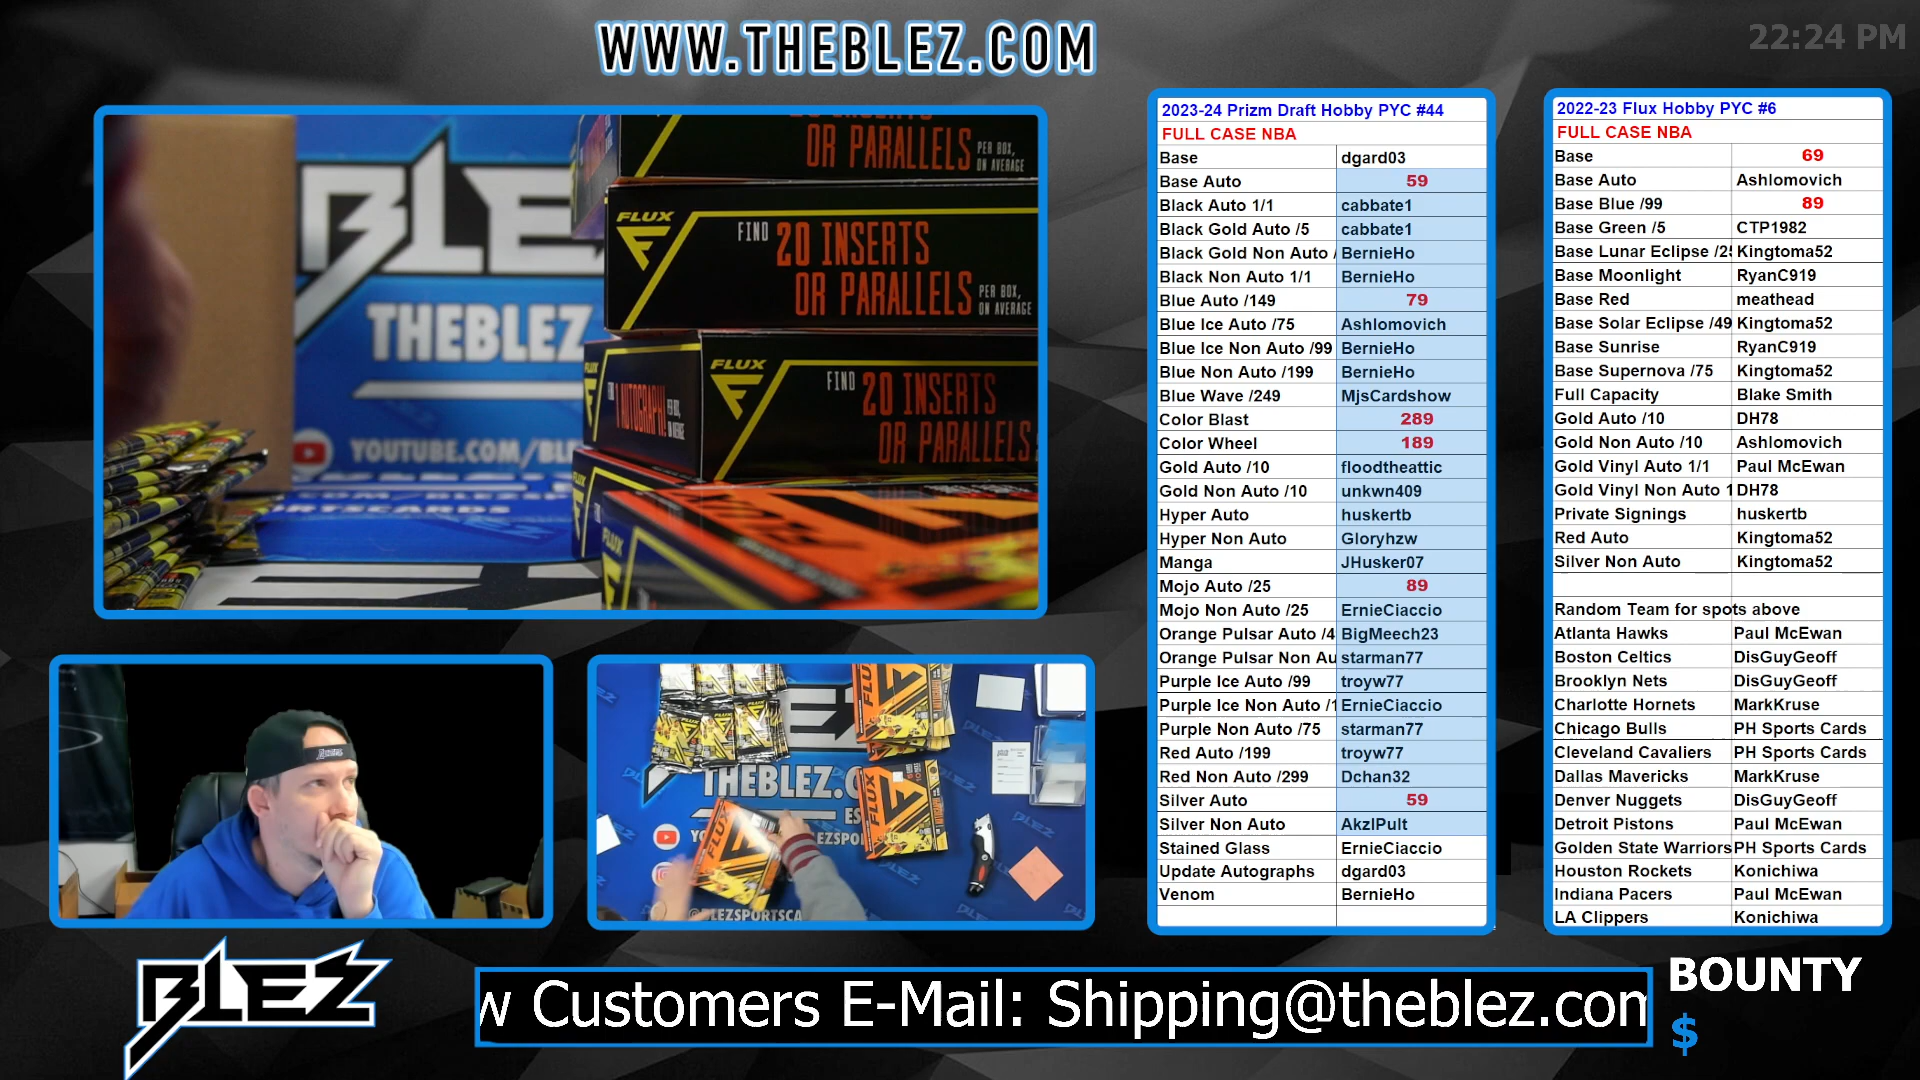 WWW.THEBLEZ.COM
22:24 PM
OR PARALLELS PER BOX, ON AVERAGE
FLUX
FIND 20 INSERTS
OR PARALLELS PER BOX, ON AVERAGE
FLUX
FIND 20 INSERTS
OR PARALLELS
1 AUTOGRAPH!
THEBLEZ
YOUTUBE.COM/BLE
FLUX
THEBLEZ.C
FLUX
FLUX
FLUX
BLEZSPORTSCA
BLEZ
2023-24 Prizm Draft Hobby PYC #44
FULL CASE NBA
Base dgard03
Base Auto 59
Black Auto 1/1 cabbate1
Black Gold Auto /5 cabbate1
Black Gold Non Auto / BernieHo
Black Non Auto 1/1 BernieHo
Blue Auto /149 79
Blue Ice Auto /75 Ashlomovich
Blue Ice Non Auto /99 BernieHo
Blue Non Auto /199 BernieHo
Blue Wave /249 MjsCardshow
Color Blast 289
Color Wheel 189
Gold Auto /10 floodtheattic
Gold Non Auto /10 unkwn409
Hyper Auto huskertb
Hyper Non Auto Gloryhzw
Manga JHusker07
Mojo Auto /25 89
Mojo Non Auto /25 ErnieCiaccio
Orange Pulsar Auto /4 BigMeech23
Orange Pulsar Non Au starman77
Purple Ice Auto /99 troyw77
Purple Ice Non Auto /1 ErnieCiaccio
Purple Non Auto /75 starman77
Red Auto /199 troyw77
Red Non Auto /299 Dchan32
Silver Auto 59
Silver Non Auto AkzlPult
Stained Glass ErnieCiaccio
Update Autographs dgard03
Venom BernieHo
2022-23 Flux Hobby PYC #6
FULL CASE NBA
Base 69
Base Auto Ashlomovich
Base Blue /99 89
Base Green /5 CTP1982
Base Lunar Eclipse /25 Kingtoma52
Base Moonlight RyanC919
Base Red meathead
Base Solar Eclipse /49 Kingtoma52
Base Sunrise RyanC919
Base Supernova /75 Kingtoma52
Full Capacity Blake Smith
Gold Auto /10 DH78
Gold Non Auto /10 Ashlomovich
Gold Vinyl Auto 1/1 Paul McEwan
Gold Vinyl Non Auto 1 DH78
Private Signings huskertb
Red Auto Kingtoma52
Silver Non Auto Kingtoma52
Random Team for spots above
Atlanta Hawks Paul McEwan
Boston Celtics DisGuyGeoff
Brooklyn Nets DisGuyGeoff
Charlotte Hornets MarkKruse
Chicago Bulls PH Sports Cards
Cleveland Cavaliers PH Sports Cards
Dallas Mavericks MarkKruse
Denver Nuggets DisGuyGeoff
Detroit Pistons Paul McEwan
Golden State Warriors PH Sports Cards
Houston Rockets Konichiwa
Indiana Pacers Paul McEwan
LA Clippers Konichiwa
BLEZ
w Customers E-Mail: Shipping@theblez.com
BOUNTY
$